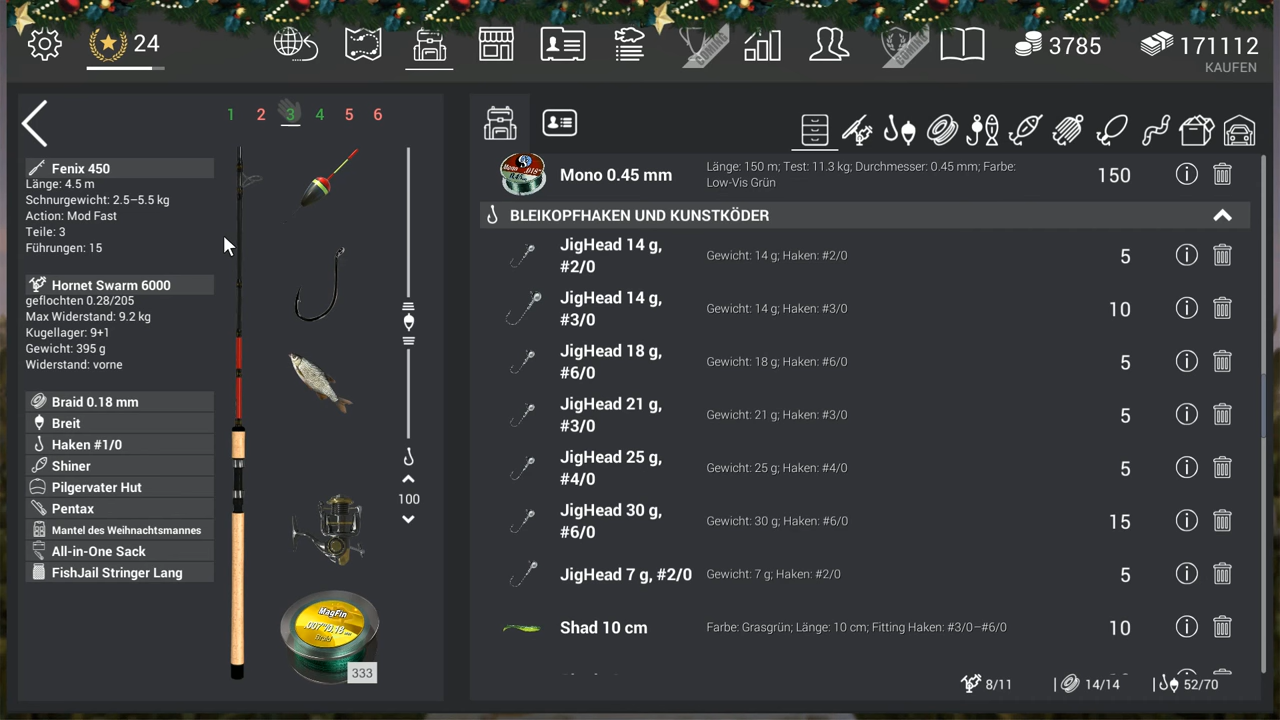 24
3785
171112
KAUFEN
1 2 3 4 5 6
Fenix 450
Länge: 4.5 m
Schnurgewicht: 2.5–5.5 kg
Action: Mod Fast
Teile: 3
Führungen: 15
Hornet Swarm 6000
geflochten 0.28/205
Max Widerstand: 9.2 kg
Kugellager: 9+1
Gewicht: 395 g
Widerstand: vorne
Braid 0.18 mm
Breit
Haken #1/0
Shiner
Pilgervater Hut
Pentax
Mantel des Weihnachtsmannes
All-in-One Sack
FishJail Stringer Lang
100
MagFin
333
Mono 0.45 mm
Länge: 150 m; Test: 11.3 kg; Durchmesser: 0.45 mm; Farbe:
Low-Vis Grün
150
BLEIKOPFHAKEN UND KUNSTKÖDER
JigHead 14 g,
#2/0
Gewicht: 14 g; Haken: #2/0
5
JigHead 14 g,
#3/0
Gewicht: 14 g; Haken: #3/0
10
JigHead 18 g,
#6/0
Gewicht: 18 g; Haken: #6/0
5
JigHead 21 g,
#3/0
Gewicht: 21 g; Haken: #3/0
5
JigHead 25 g,
#4/0
Gewicht: 25 g; Haken: #4/0
5
JigHead 30 g,
#6/0
Gewicht: 30 g; Haken: #6/0
15
JigHead 7 g, #2/0
Gewicht: 7 g; Haken: #2/0
5
Shad 10 cm
Farbe: Grasgrün; Länge: 10 cm; Fitting Haken: #3/0–#6/0
10
8/11
14/14
52/70